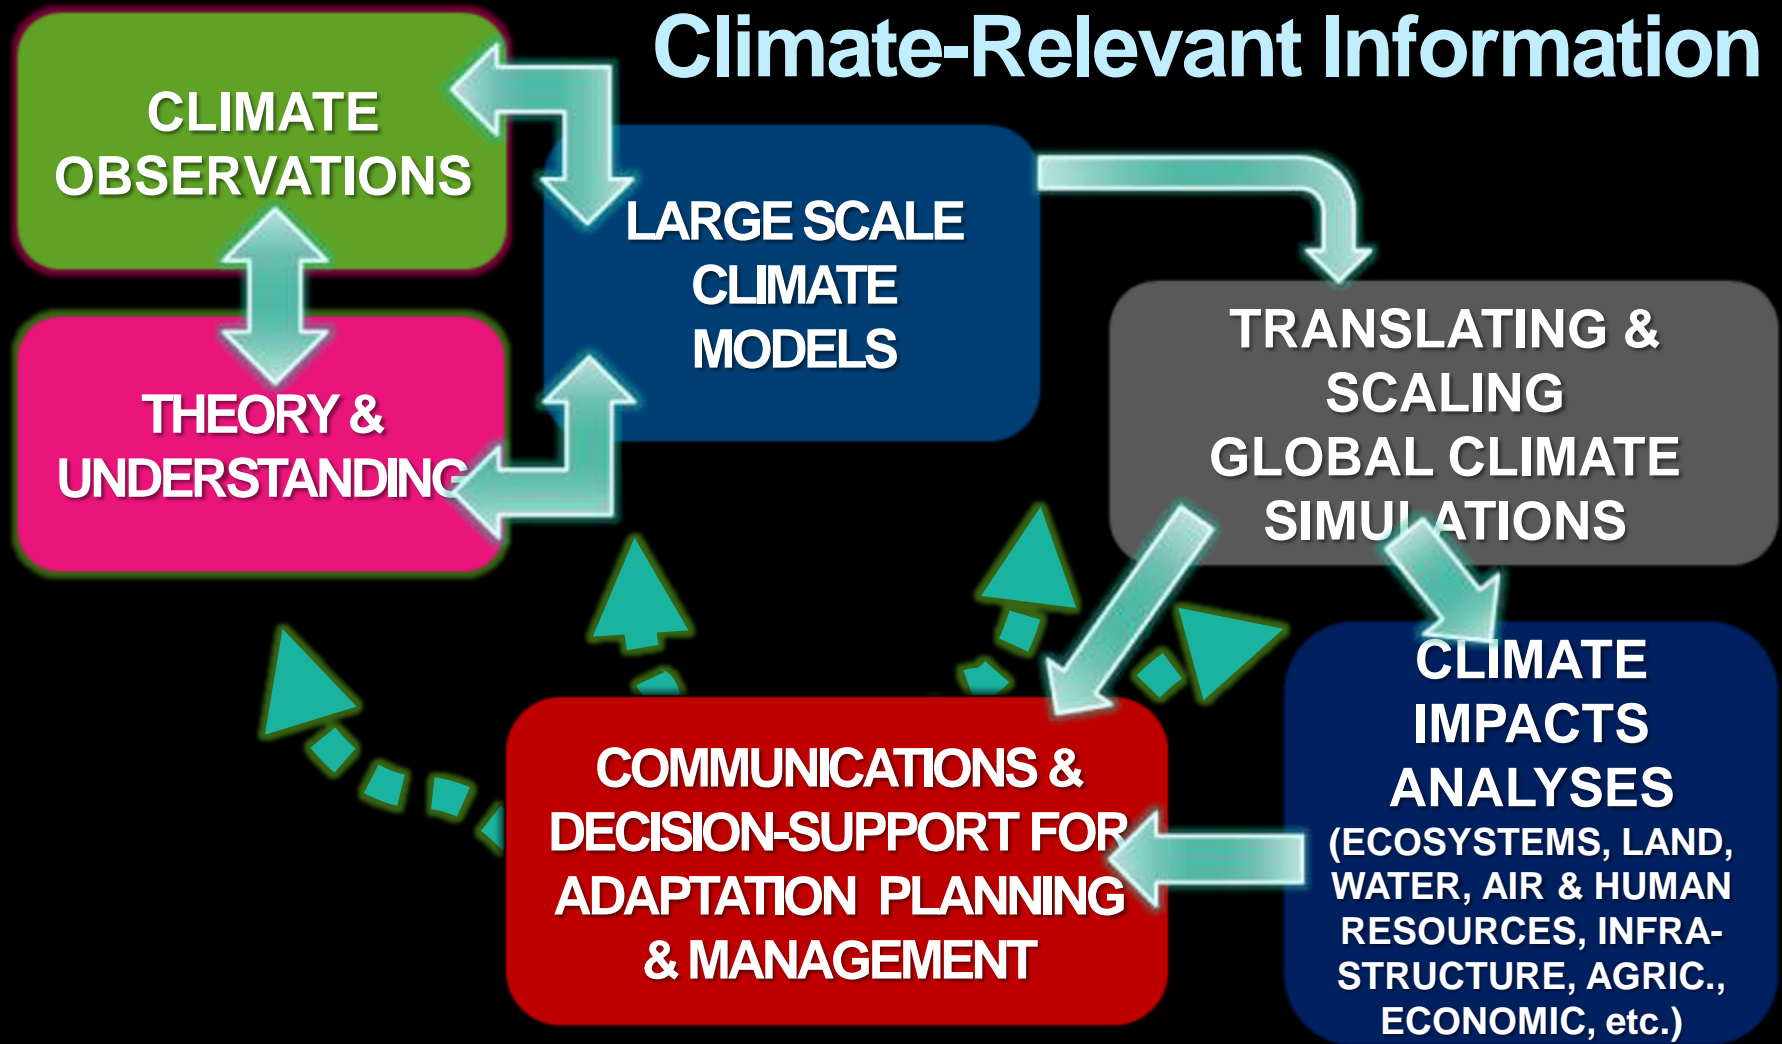 Climate-Relevant Information
CLIMATE
OBSERVATIONS
LARGE SCALE
CLIMATE
MODELS
THEORY &
UNDERSTANDING
TRANSLATING &
SCALING
GLOBAL CLIMATE
SIMULATIONS
COMMUNICATIONS &
DECISION-SUPPORT FOR
ADAPTATION PLANNING
& MANAGEMENT
CLIMATE
IMPACTS
ANALYSES
(ECOSYSTEMS, LAND,
WATER, AIR & HUMAN
RESOURCES, INFRA-
STRUCTURE, AGRIC.,
ECONOMIC, etc.)